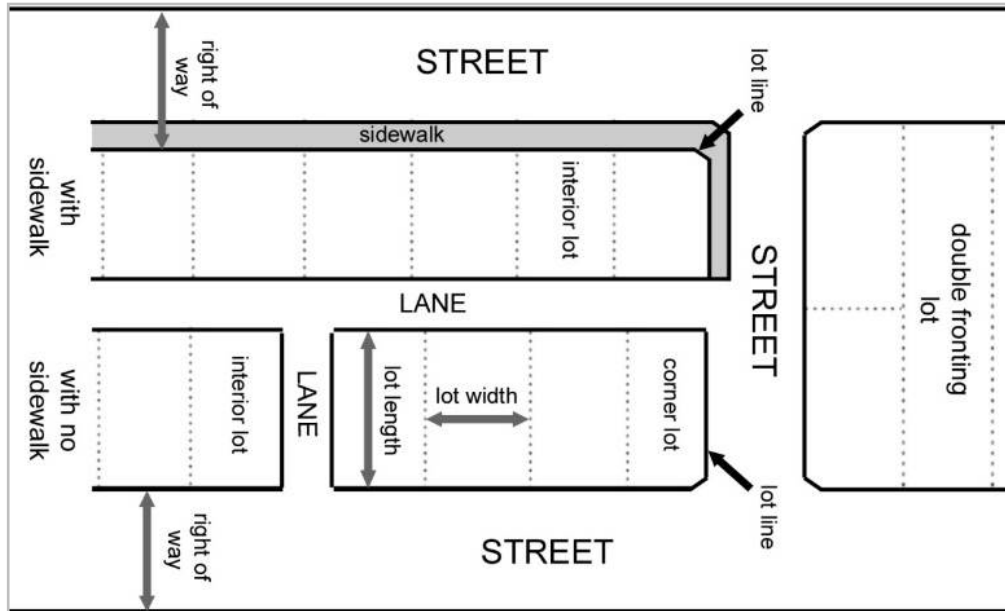 right of
way
STREET
lot line
sidewalk
with
sidewalk
interior lot
STREET
double fronting
lot
LANE
with no
sidewalk
interior lot
LANE
lot length
lot width
corner lot
right of
way
STREET
lot line